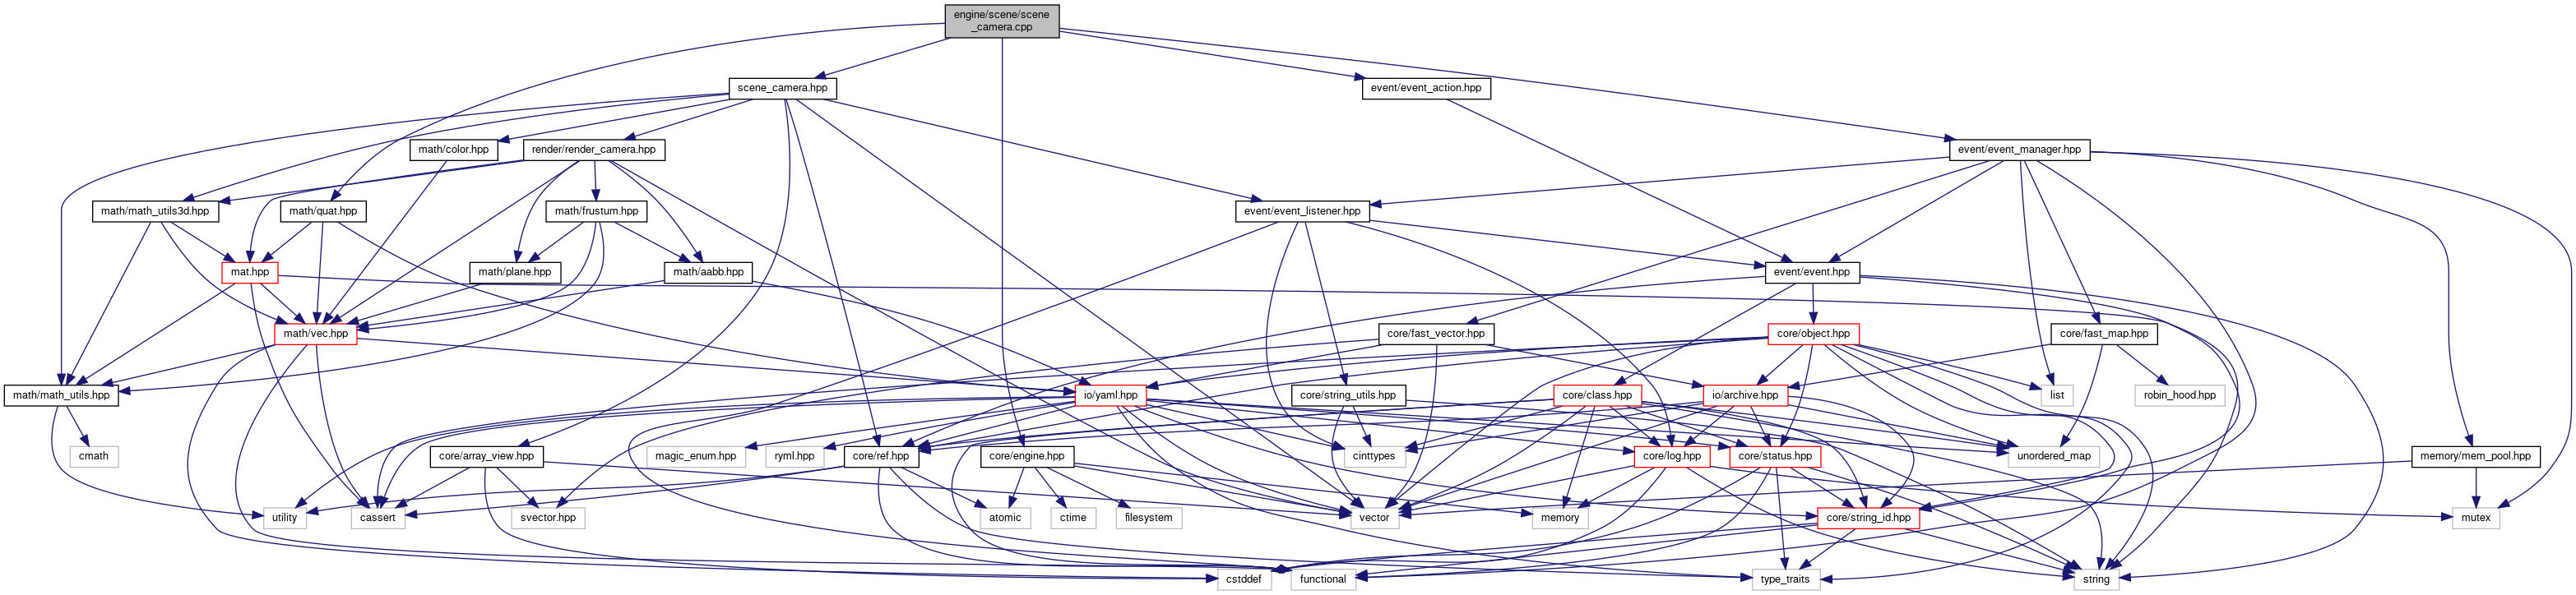 engine/scene/scene
_camera.cpp
scene_camera.hpp
event/event_action.hpp
math/color.hpp
render/render_camera.hpp
event/event_manager.hpp
math/math_utils3d.hpp
math/quat.hpp
math/frustum.hpp
event/event_listener.hpp
mat.hpp
math/plane.hpp
math/aabb.hpp
event/event.hpp
math/vec.hpp
core/fast_vector.hpp
core/object.hpp
core/fast_map.hpp
math/math_utils.hpp
io/yaml.hpp
core/string_utils.hpp
core/class.hpp
io/archive.hpp
list
robin_hood.hpp
cmath
core/array_view.hpp
magic_enum.hpp
ryml.hpp
core/ref.hpp
core/engine.hpp
cinttypes
core/log.hpp
core/status.hpp
unordered_map
memory/mem_pool.hpp
utility
cassert
svector.hpp
atomic
ctime
filesystem
vector
memory
core/string_id.hpp
mutex
cstddef
functional
type_traits
string